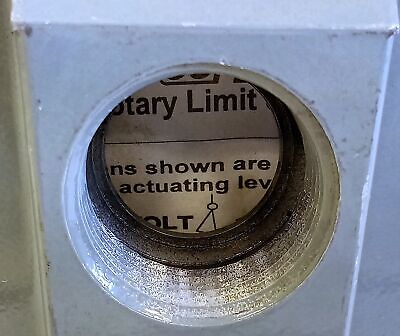 otary Limit
ns shown are
actuating lev
OLT